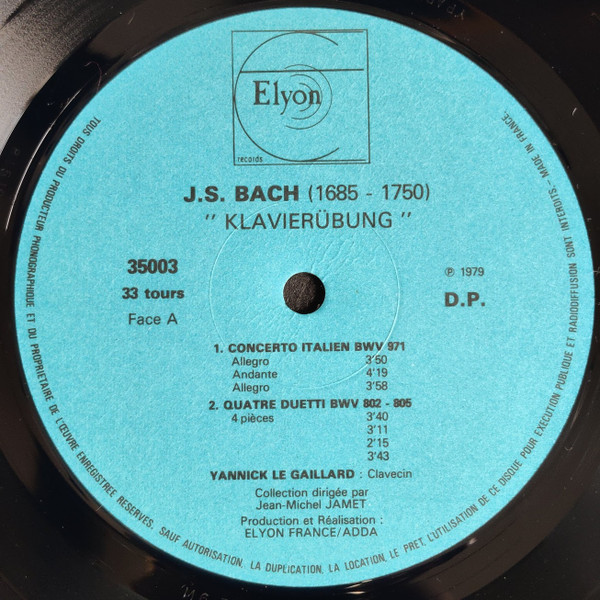 Elyon
records
J.S. BACH (1685 - 1750)
" KLAVIERÜBUNG "
35003
33 tours
Face A
℗ 1979
D.P.
1. CONCERTO ITALIEN BWV 971
Allegro 3'50
Andante 4'19
Allegro 3'58
2. QUATRE DUETTI BWV 802 - 805
4 pièces 3'40
3'11
2'15
3'43
YANNICK LE GAILLARD : Clavecin
Collection dirigée par
Jean-Michel JAMET
Production et Réalisation :
ELYON FRANCE/ADDA
TOUS DROITS DU PRODUCTEUR PHONOGRAPHIQUE ET DU PROPRIETAIRE DE L'ŒUVRE ENREGISTREE RESERVES. SAUF AUTORISATION, LA DUPLICATION, LA LOCATION, LE PRET, L'UTILISATION DE CE DISQUE POUR EXECUTION PUBLIQUE ET RADIODIFFUSION SONT INTERDITS. MADE IN FRANCE.